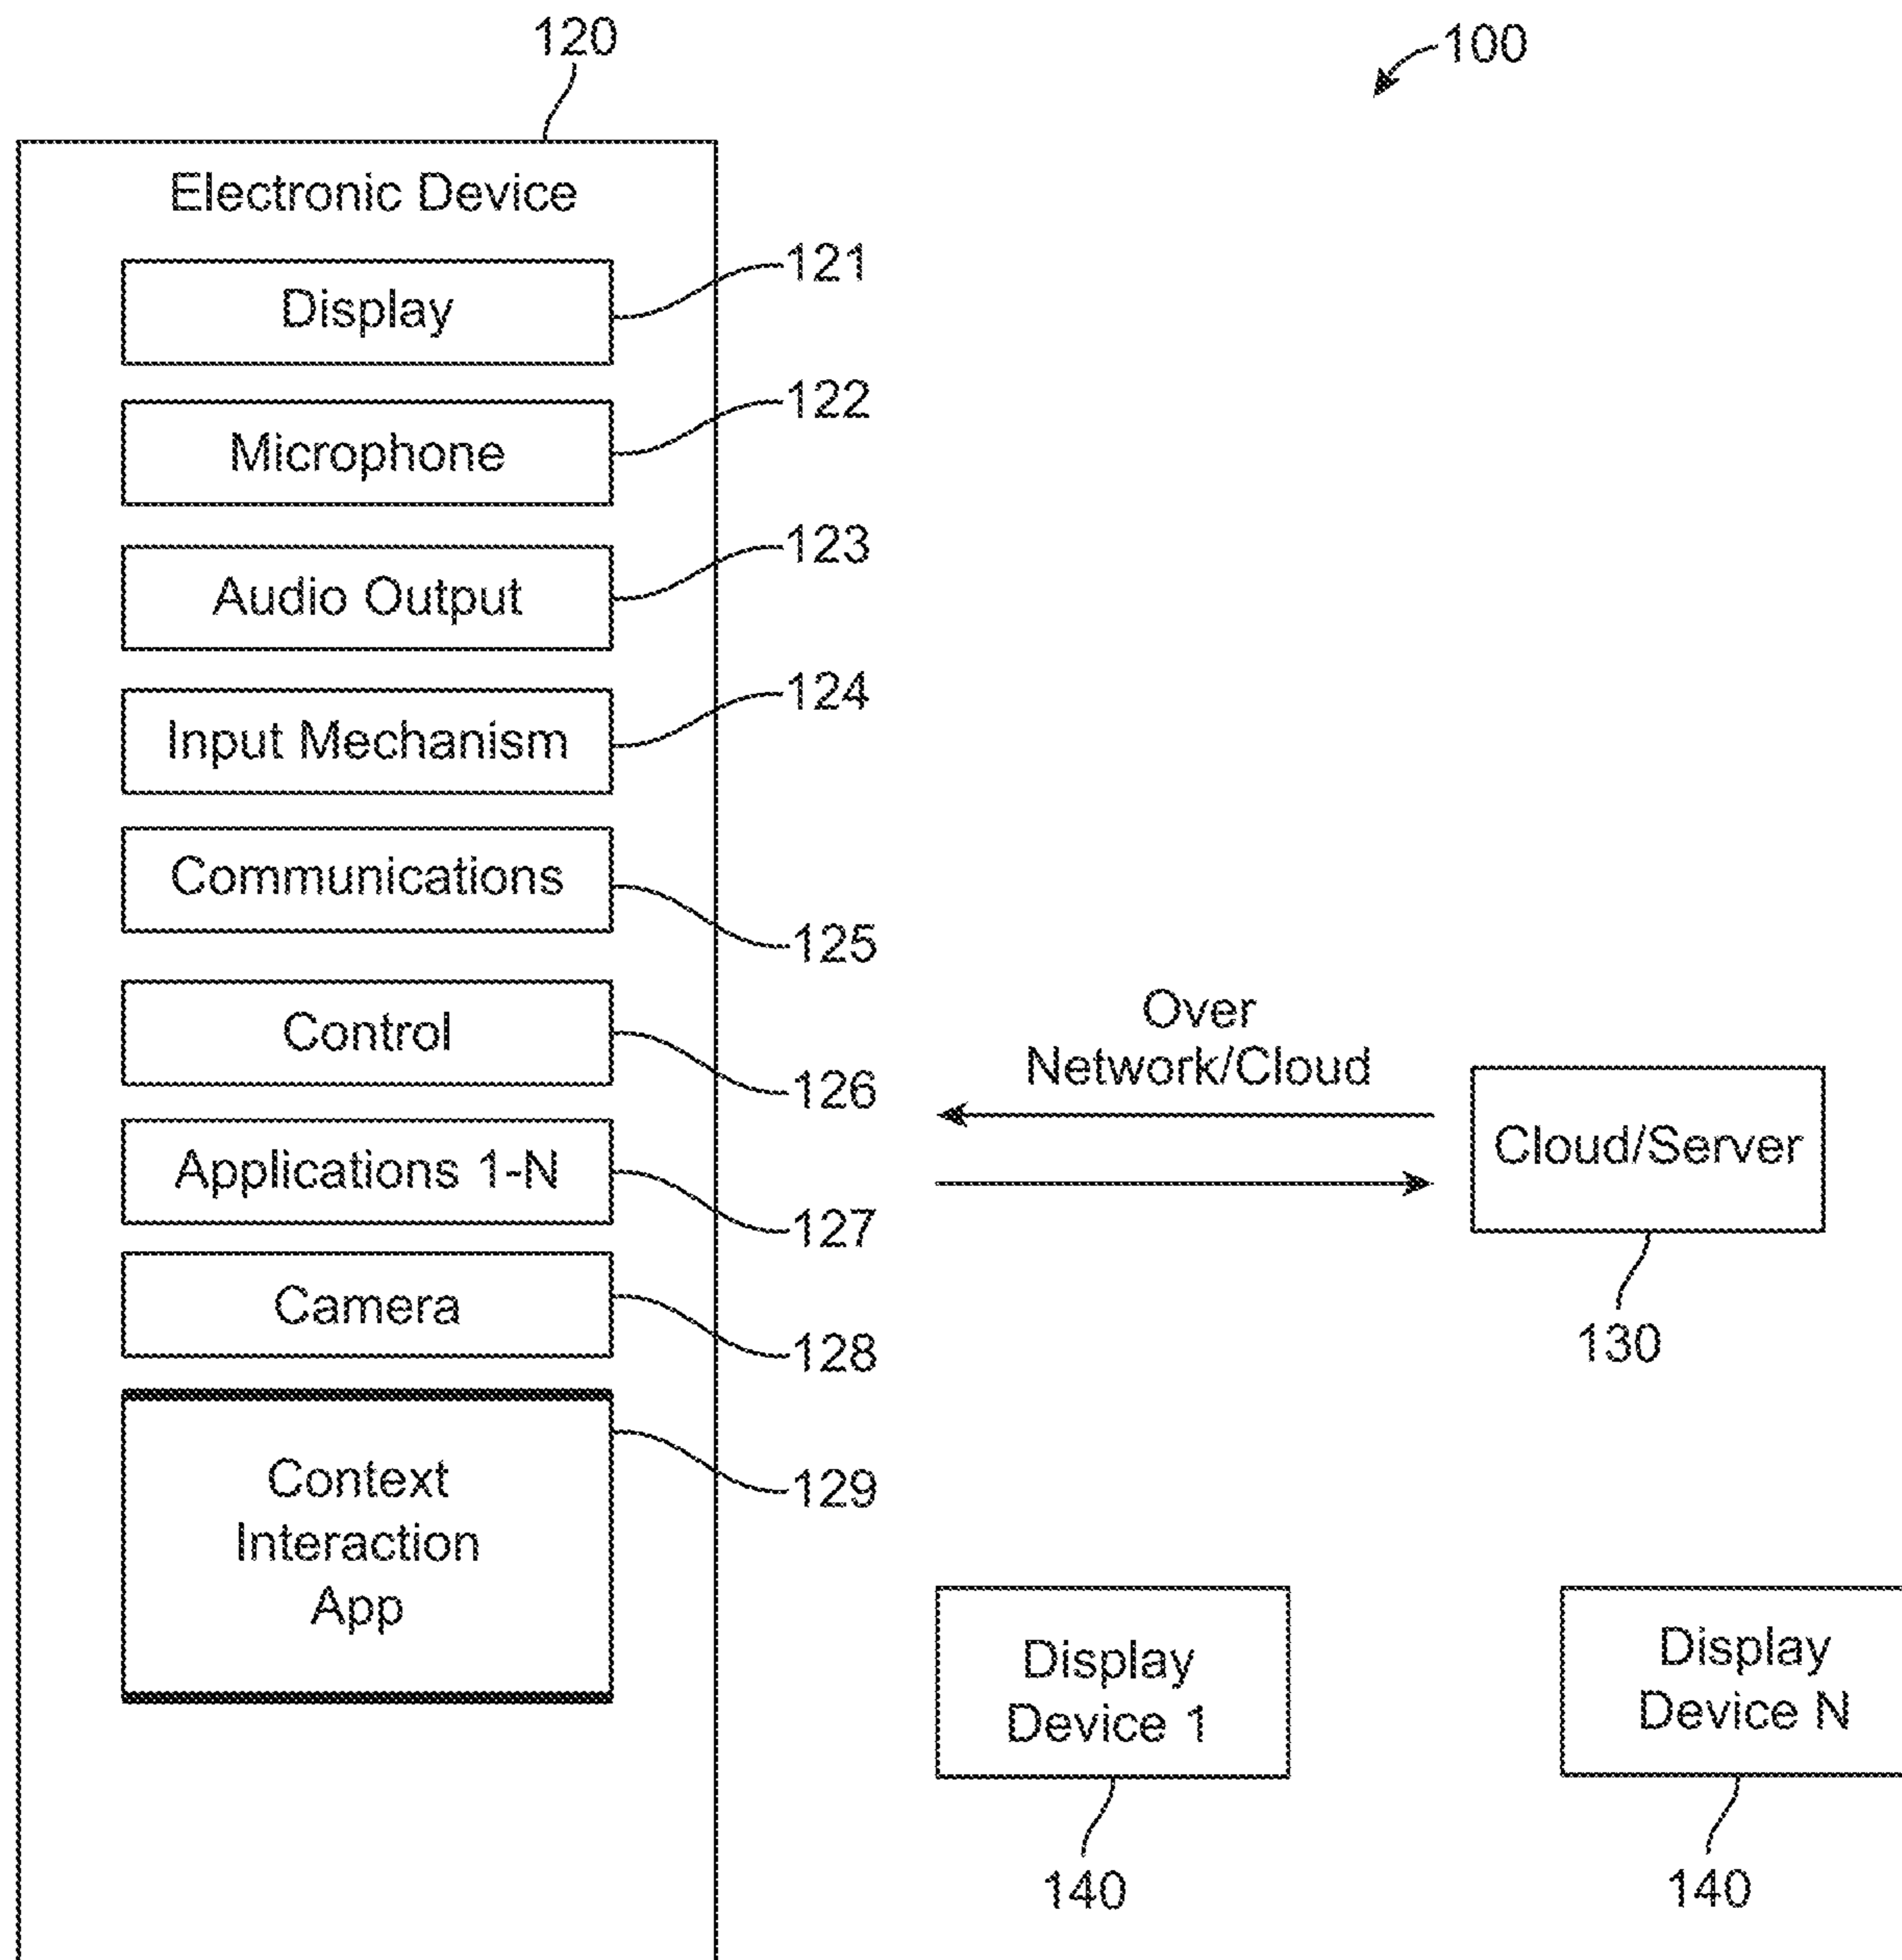 120
100
Electronic Device
Display
121
Microphone
122
Audio Output
123
Input Mechanism
124
Communications
125
Control
126
Applications 1-N
127
Camera
128
Context
Interaction
App
129
Over
Network/Cloud
Cloud/Server
130
Display
Device 1
140
Display
Device N
140